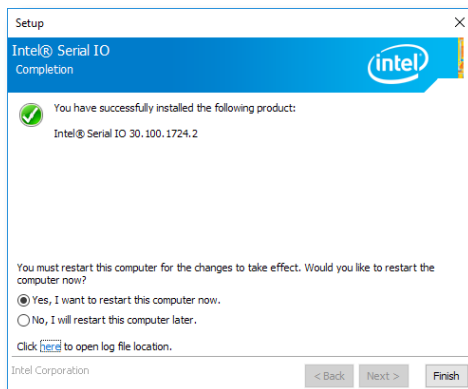 Setup
Intel® Serial IO
Completion
intel
You have successfully installed the following product:
Intel® Serial IO 30.100.1724.2
You must restart this computer for the changes to take effect. Would you like to restart the
computer now?
Yes, I want to restart this computer now.
No, I will restart this computer later.
Click here to open log file location.
Intel Corporation
< Back Next > Finish